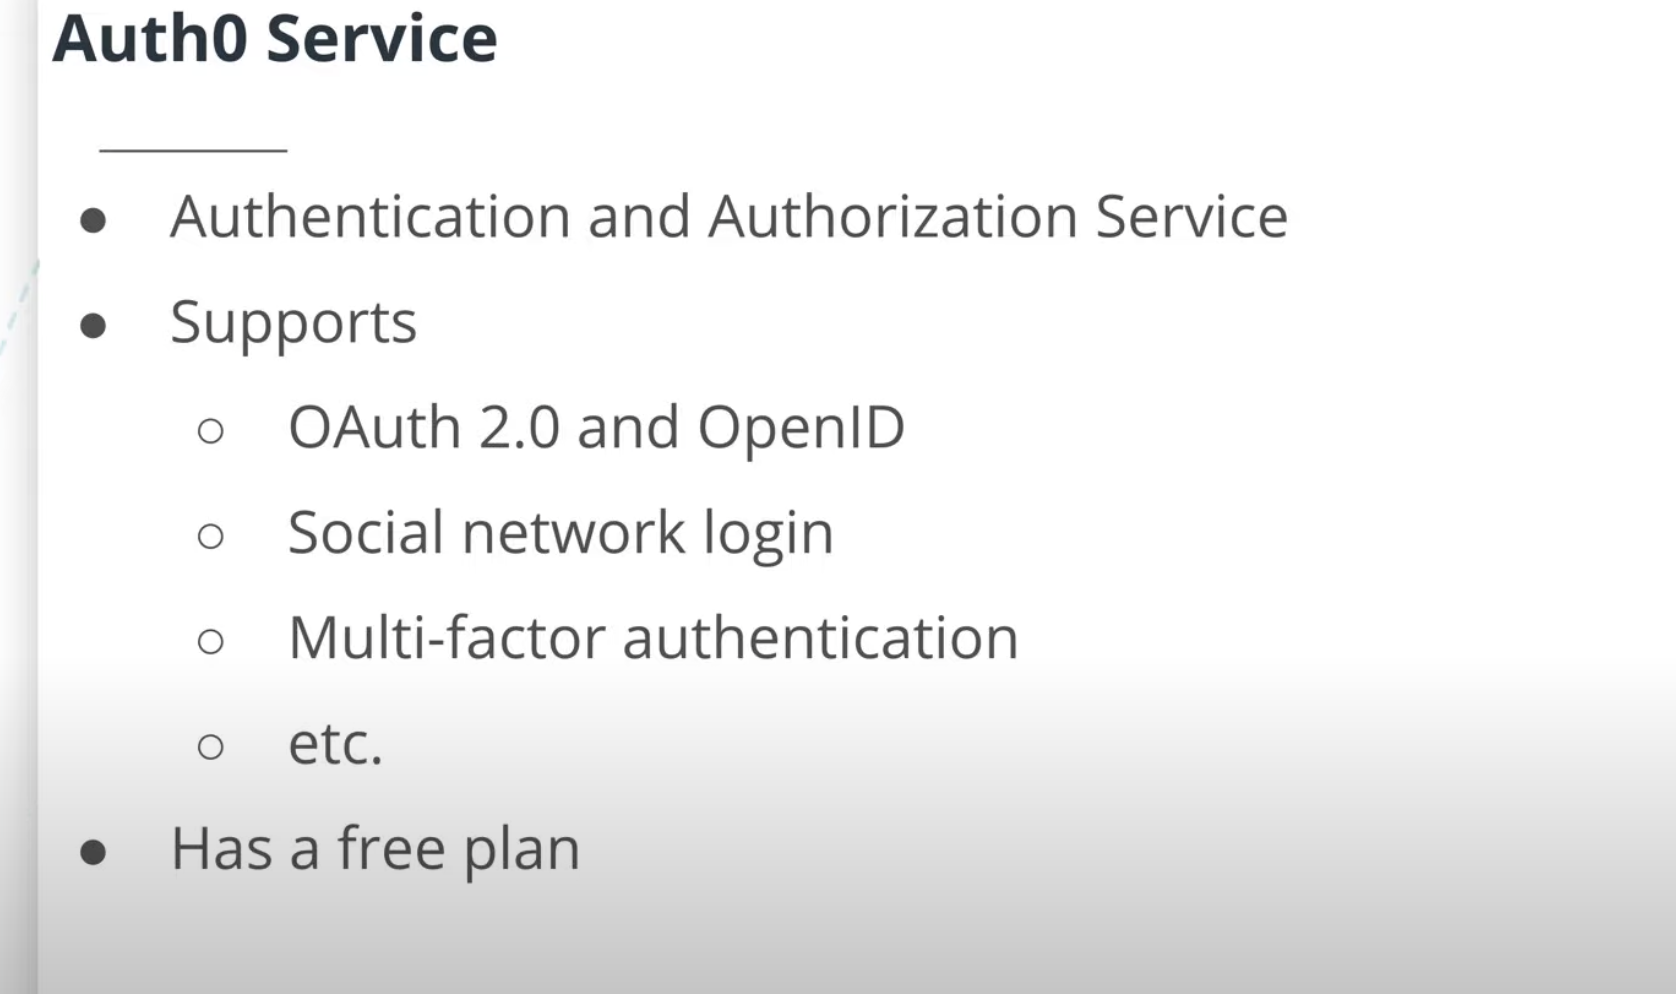 Auth0 Service
● Authentication and Authorization Service
● Supports
○ OAuth 2.0 and OpenID
○ Social network login
○ Multi-factor authentication
○ etc.
● Has a free plan